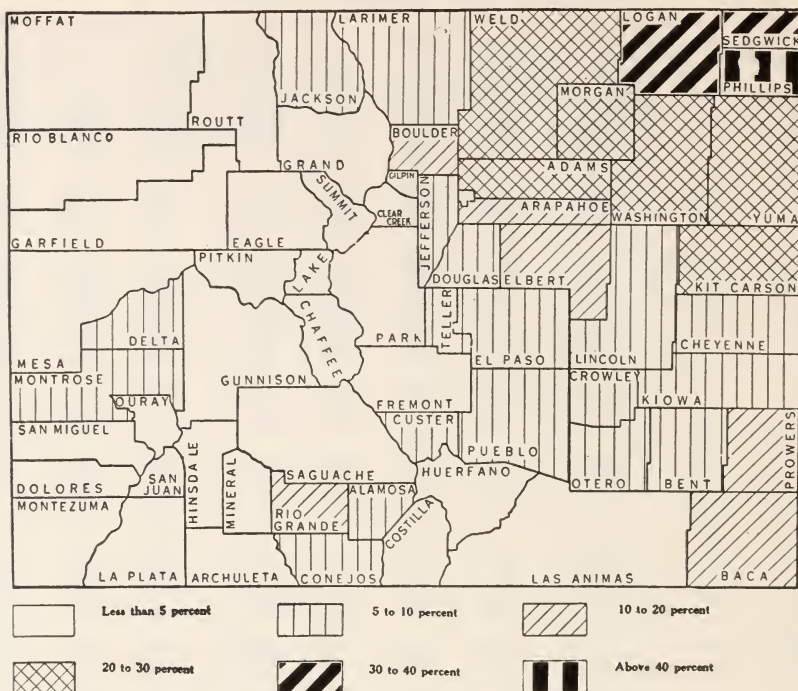 MOFFAT
LARIMER
WELD
LOGAN
SEDGWICK
PHILLIPS
JACKSON
MORGAN
ROUTT
BOULDER
RIO BLANCO
GRAND
ADAMS
GILPIN
SUMMIT
CLEAR CREEK
JEFFERSON
ARAPAHOE
WASHINGTON
YUMA
GARFIELD
EAGLE
PITKIN
LAKE
DOUGLAS
ELBERT
KIT CARSON
CHAFFEE
TELLER
DELTA
PARK
CHEYENNE
MESA
EL PASO
LINCOLN
MONTROSE
GUNNISON
CROWLEY
OURAY
FREMONT
KIOWA
SAN MIGUEL
CUSTER
PUEBLO
PROWERS
HINSDALE
MINERAL
SAGUACHE
HUERFANO
DOLORES
SAN JUAN
OTERO
BENT
ALAMOSA
MONTEZUMA
RIO GRANDE
COSTILLA
LA PLATA
ARCHULETA
CONEJOS
LAS ANIMAS
BACA
Less than 5 percent
5 to 10 percent
10 to 20 percent
20 to 30 percent
30 to 40 percent
Above 40 percent